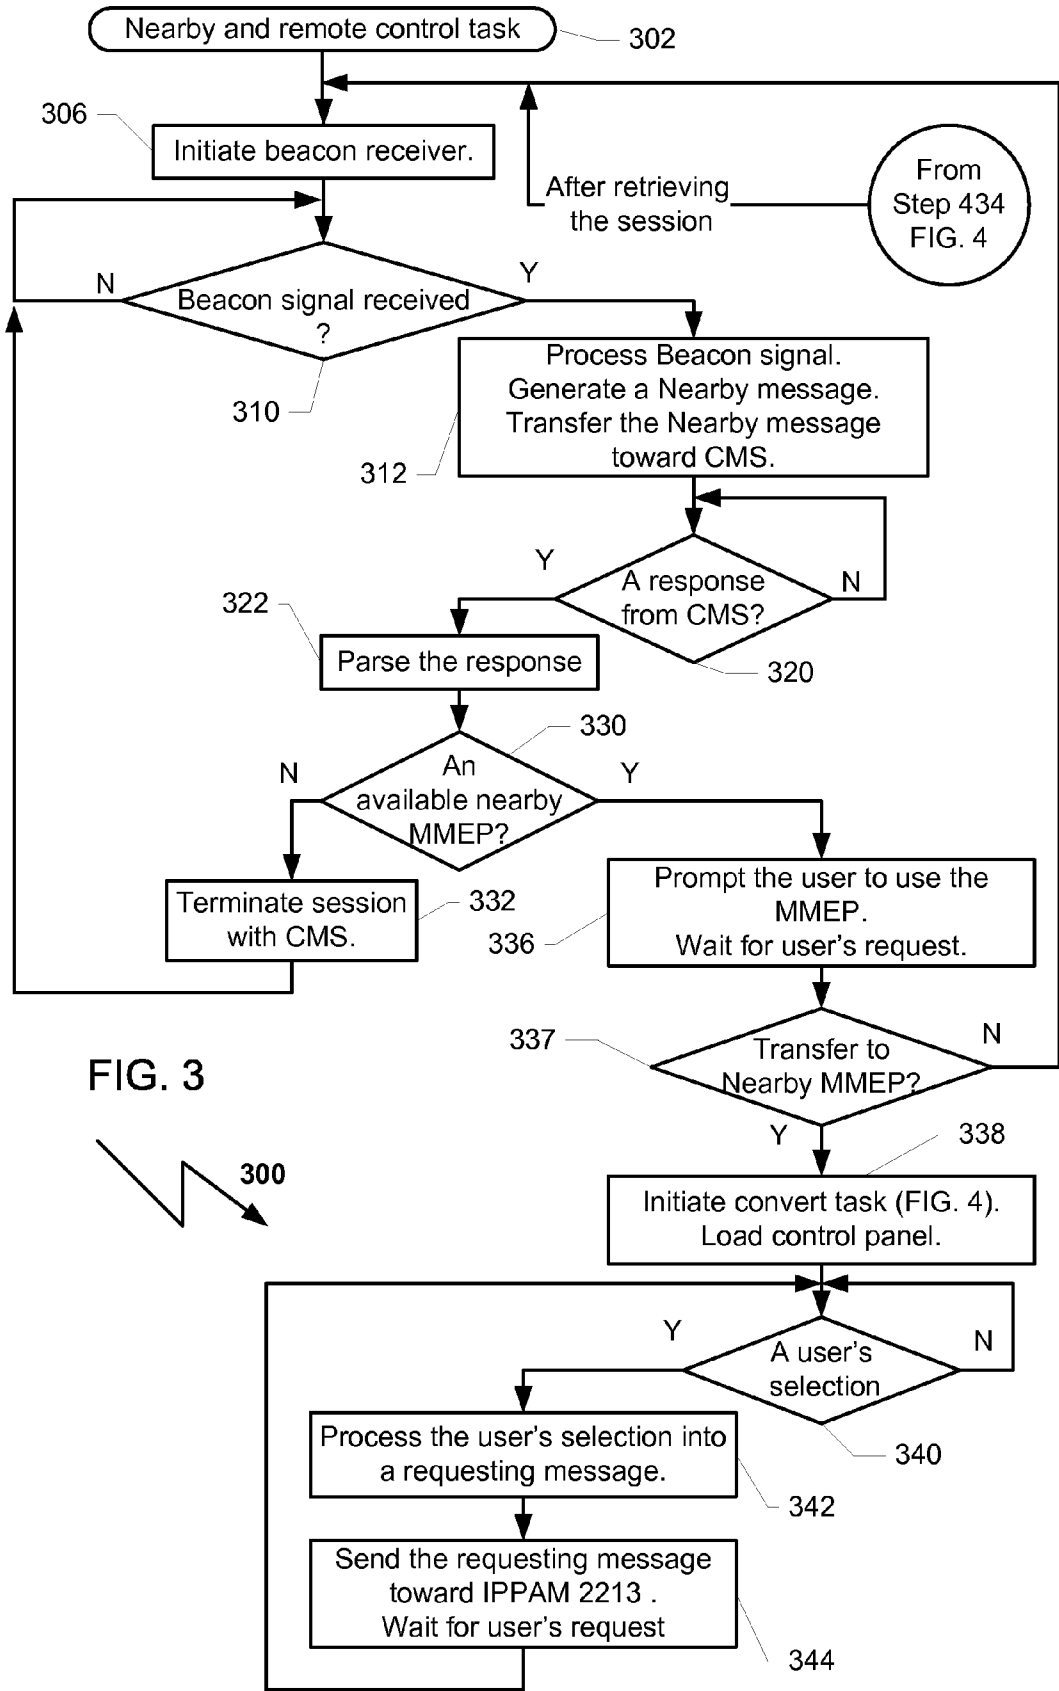 Nearby and remote control task
302
306
Initiate beacon receiver.
After retrieving
the session
From
Step 434
FIG. 4
N
Y
Beacon signal received
?
310
Process Beacon signal.
Generate a Nearby message.
Transfer the Nearby message
toward CMS.
312
Y
N
A response
from CMS?
320
322
Parse the response
330
N
Y
An
available nearby
MMEP?
Terminate session
with CMS.
332
Prompt the user to use the
MMEP.
Wait for user's request.
336
337
N
Transfer to
Nearby MMEP?
Y
FIG. 3
300
338
Initiate convert task (FIG. 4).
Load control panel.
Y
N
A user's
selection
340
Process the user's selection into
a requesting message.
342
Send the requesting message
toward IPPAM 2213 .
Wait for user's request
344